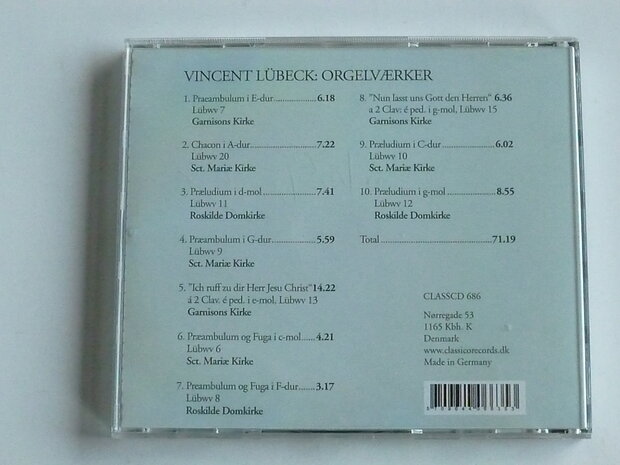 VINCENT LÜBECK: ORGELVÆRKER
1. Praeambulum i E-dur..................6.18
Lübwv 7
Garnisons Kirke
2. Chacon i A-dur..........................7.22
Lübwv 20
Sct. Mariæ Kirke
3. Præludium i d-mol.....................7.41
Lübwv 11
Roskilde Domkirke
4. Præambulum i G-dur.................5.59
Lübwv 9
Sct. Mariæ Kirke
5. "Ich ruff zu dir Herr Jesu Christ"14.22
á 2 Clav. é ped. i e-mol, Lübwv 13
Garnisons Kirke
6. Præambulum og Fuga i c-mol.....4.21
Lübwv 6
Sct. Mariæ Kirke
7. Preambulum og Fuga i F-dur.......3.17
Lübwv 8
Roskilde Domkirke
8. "Nun lasst uns Gott den Herren" 6.36
a 2 Clav: é ped. i g-mol, Lübwv 15
Garnisons Kirke
9. Præludium i C-dur.....................6.02
Lübwv 10
Sct. Mariæ Kirke
10. Præludium i g-mol....................8.55
Lübwv 12
Roskilde Domkirke
Total.............................................71.19
CLASSCD 686
Nørregade 53
1165 Kbh. K
Denmark
www.classicorecords.dk
Made in Germany